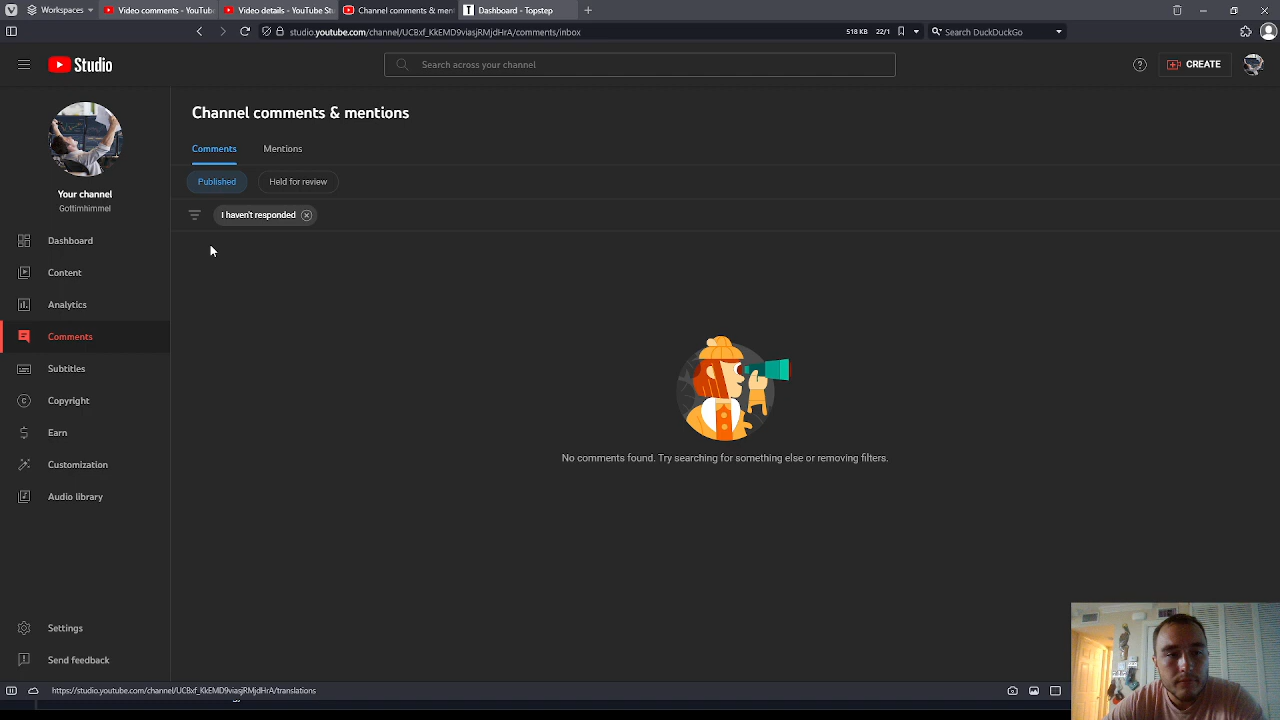 Workspaces
Video comments - YouTub
Video details - YouTube St
Channel comments & mer
Dashboard - Topstep
studio.youtube.com/channel/UCBxf_KkEMD9viasjRMjdHrA/comments/inbox
518 KB 22/1
Search DuckDuckGo
Studio
Search across your channel
CREATE
Your channel
Gottimhimmel
Dashboard
Content
Analytics
Comments
Subtitles
Copyright
Earn
Customization
Audio library
Settings
Send feedback
Channel comments & mentions
Comments Mentions
Published Held for review
I haven't responded
No comments found. Try searching for something else or removing filters.
https://studio.youtube.com/channel/UCBxf_KkEMD9viasjRMjdHrA/translations